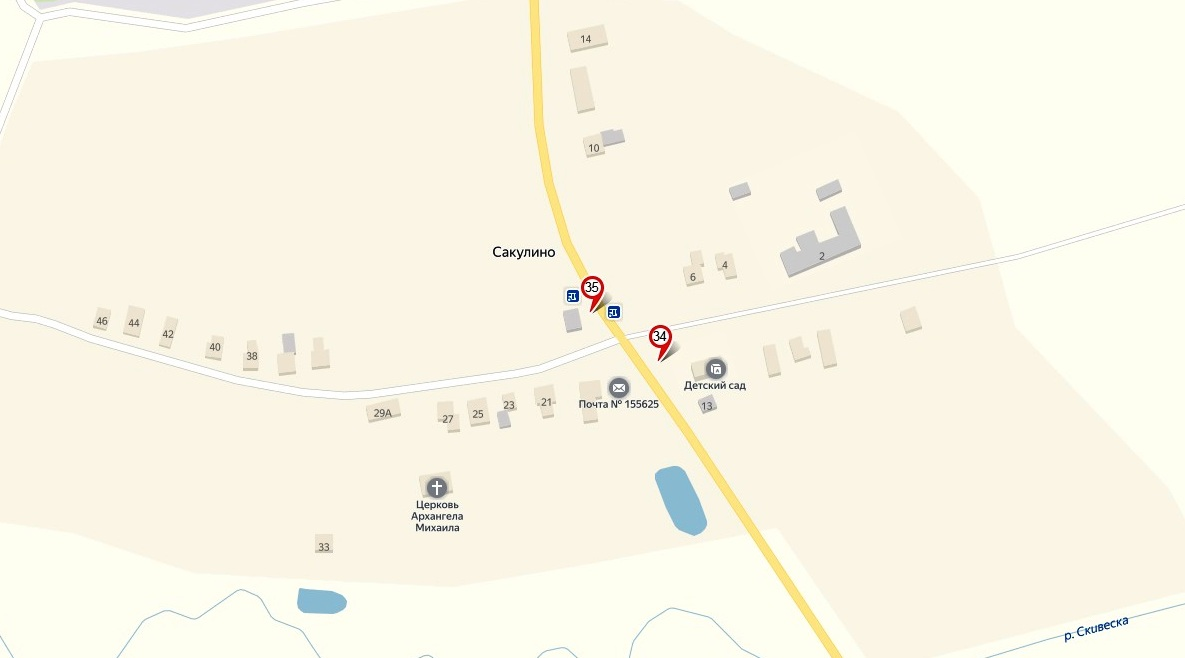 14
10
Сакулино
2
4
6
35
46
44
42
40
38
34
Детский сад
Почта № 155625
13
29А
27
25
23
21
Церковь
Архангела
Михаила
33
р. Скивеска